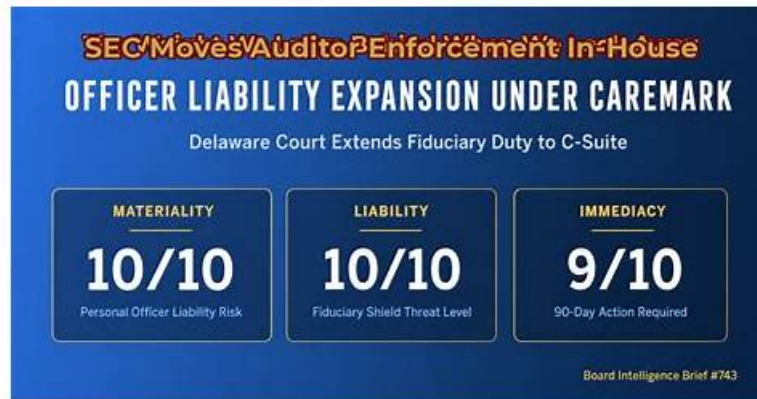 SEC Moves Auditor Enforcement In-House
OFFICER LIABILITY EXPANSION UNDER CAREMARK
Delaware Court Extends Fiduciary Duty to C-Suite
MATERIALITY
10/10
Personal Officer Liability Risk
LIABILITY
10/10
Fiduciary Shield Threat Level
IMMEDIACY
9/10
90-Day Action Required
Board Intelligence Brief #743